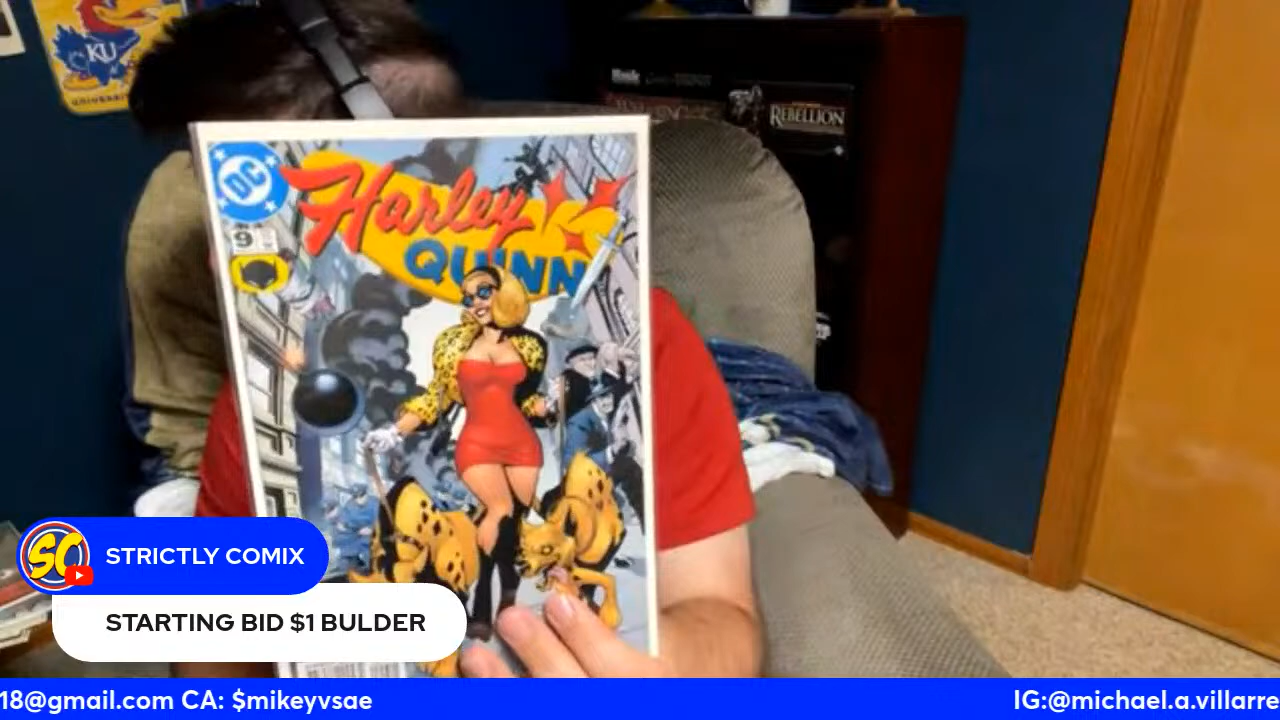 KU
REBELLION
DC
Harley
QUINN
9
SC
STRICTLY COMIX
STARTING BID $1 BULDER
18@gmail.com CA: $mikeyvsae
IG:@michael.a.villarre